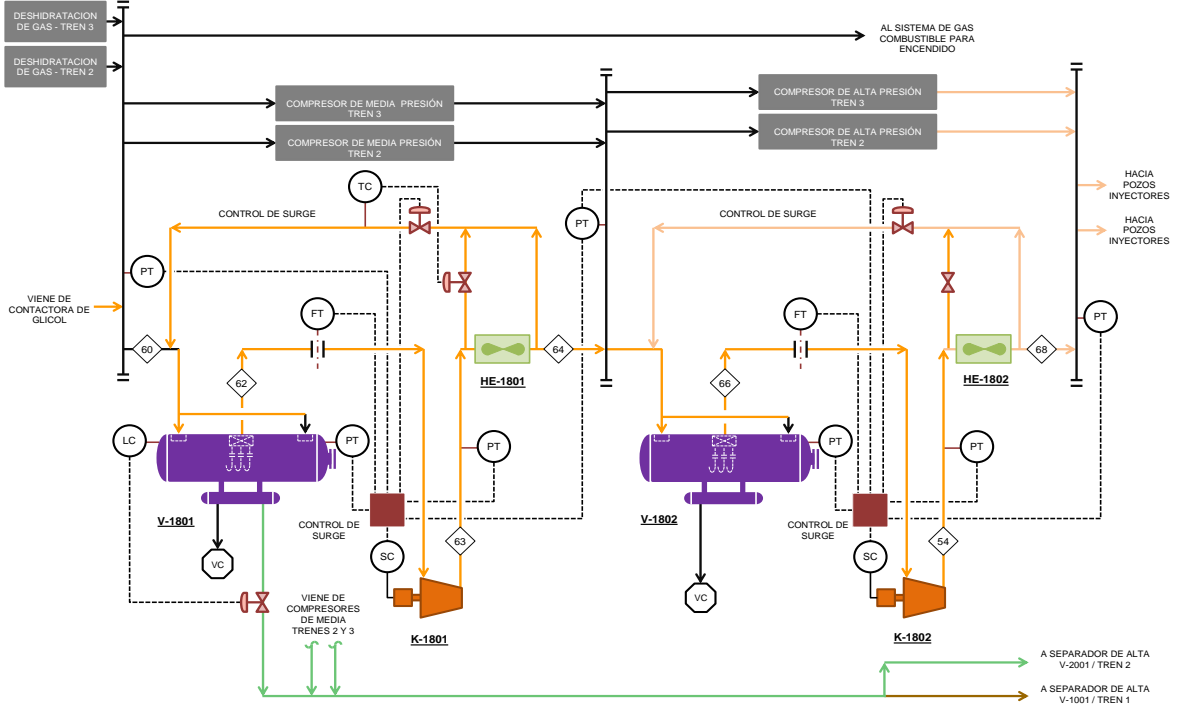 DESHIDRATACION
DE GAS - TREN 3
DESHIDRATACION
DE GAS - TREN 2
AL SISTEMA DE GAS
COMBUSTIBLE PARA
ENCENDIDO
COMPRESOR DE MEDIA PRESIÓN
TREN 3
COMPRESOR DE MEDIA PRESIÓN
TREN 2
COMPRESOR DE ALTA PRESIÓN
TREN 3
COMPRESOR DE ALTA PRESIÓN
TREN 2
HACIA
POZOS
INYECTORES
HACIA
POZOS
INYECTORES
TC
CONTROL DE SURGE
PT
CONTROL DE SURGE
PT
VIENE DE
CONTACTORA DE
GLICOL
FT
FT
PT
60
64
68
62
66
HE-1801
HE-1802
LC
PT
PT
PT
PT
V-1801
V-1802
CONTROL DE
SURGE
CONTROL DE
SURGE
63
54
SC
SC
VC
VC
VIENE DE
COMPRESORES
DE MEDIA
TRENES 2 Y 3
K-1801
K-1802
A SEPARADOR DE ALTA
V-2001 / TREN 2
A SEPARADOR DE ALTA
V-1001 / TREN 1